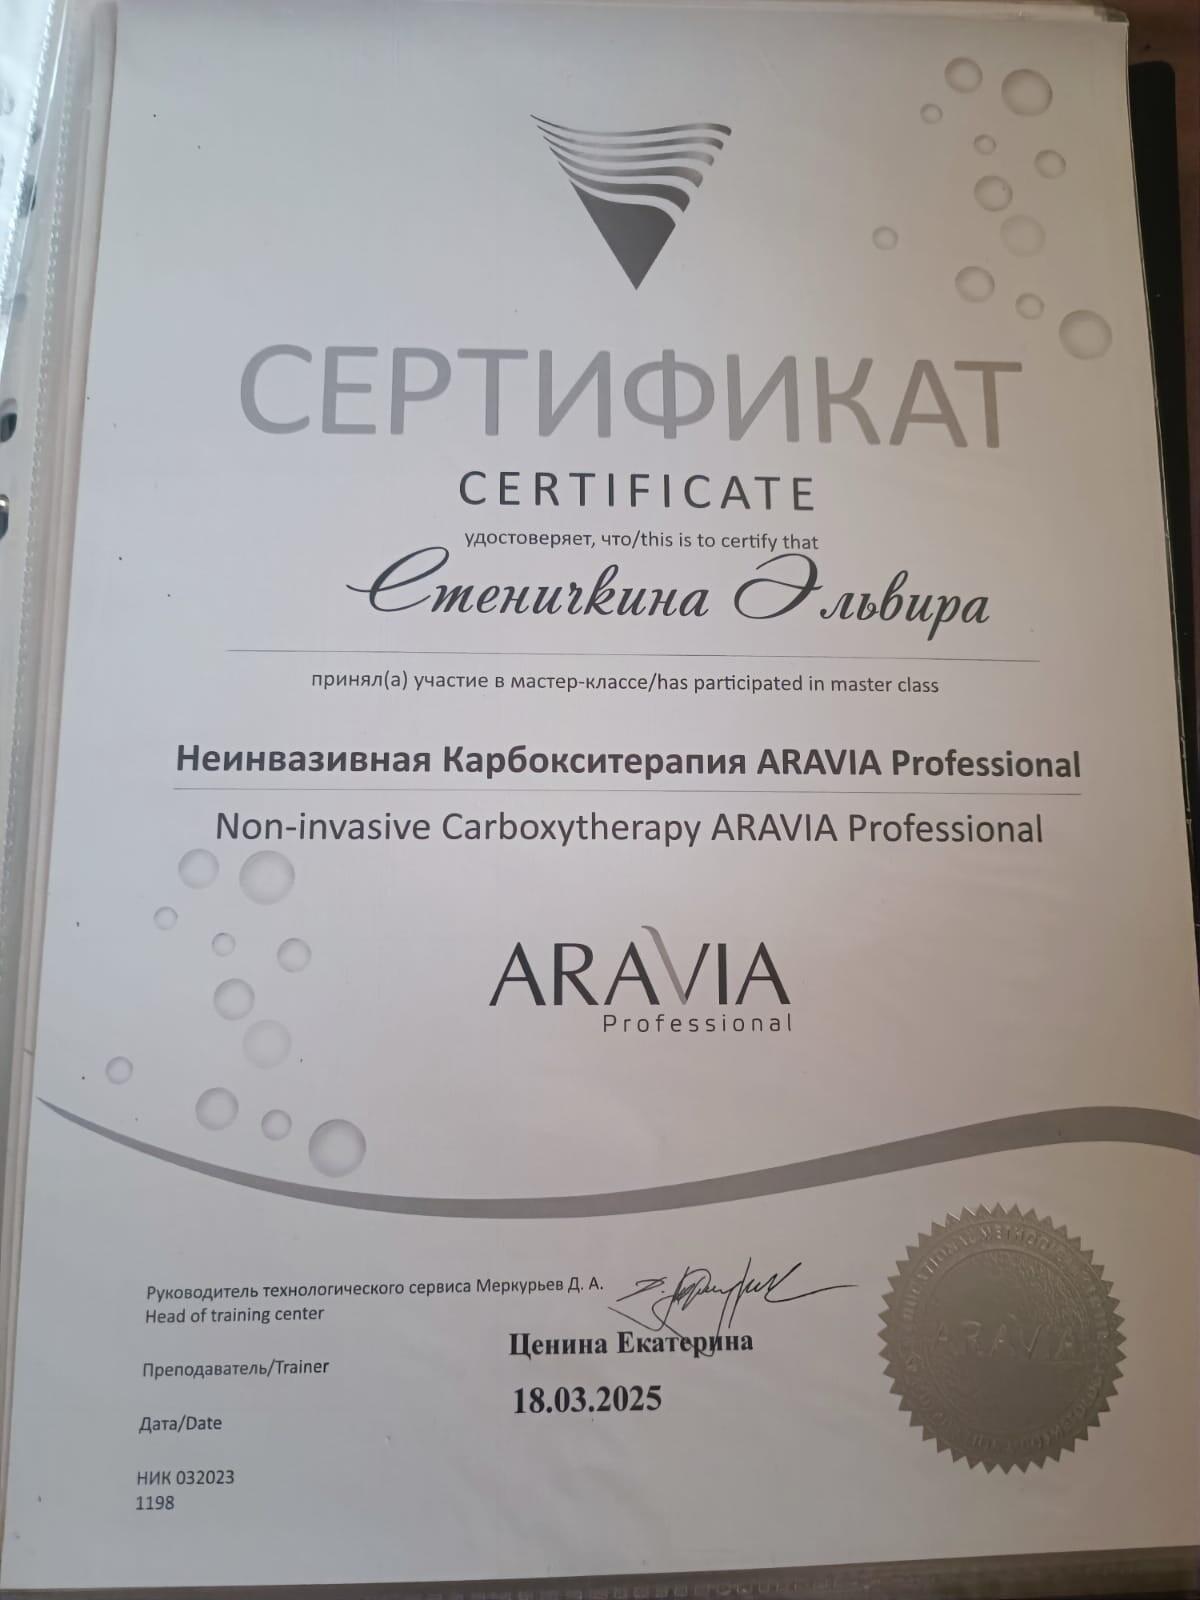 СЕРТИФИКАТ
CERTIFICATE
удостоверяет, что/this is to certify that
Стеничкина Эльвира
принял(а) участие в мастер-классе/has participated in master class
Неинвазивная Карбокситерапия ARAVIA Professional
Non-invasive Carboxytherapy ARAVIA Professional
ARAVIA
Professional
Руководитель технологического сервиса Меркурьев Д. А.
Head of training center
Ценина Екатерина
Преподаватель/Trainer
18.03.2025
Дата/Date
НИК 032023
1198
ARAVIA